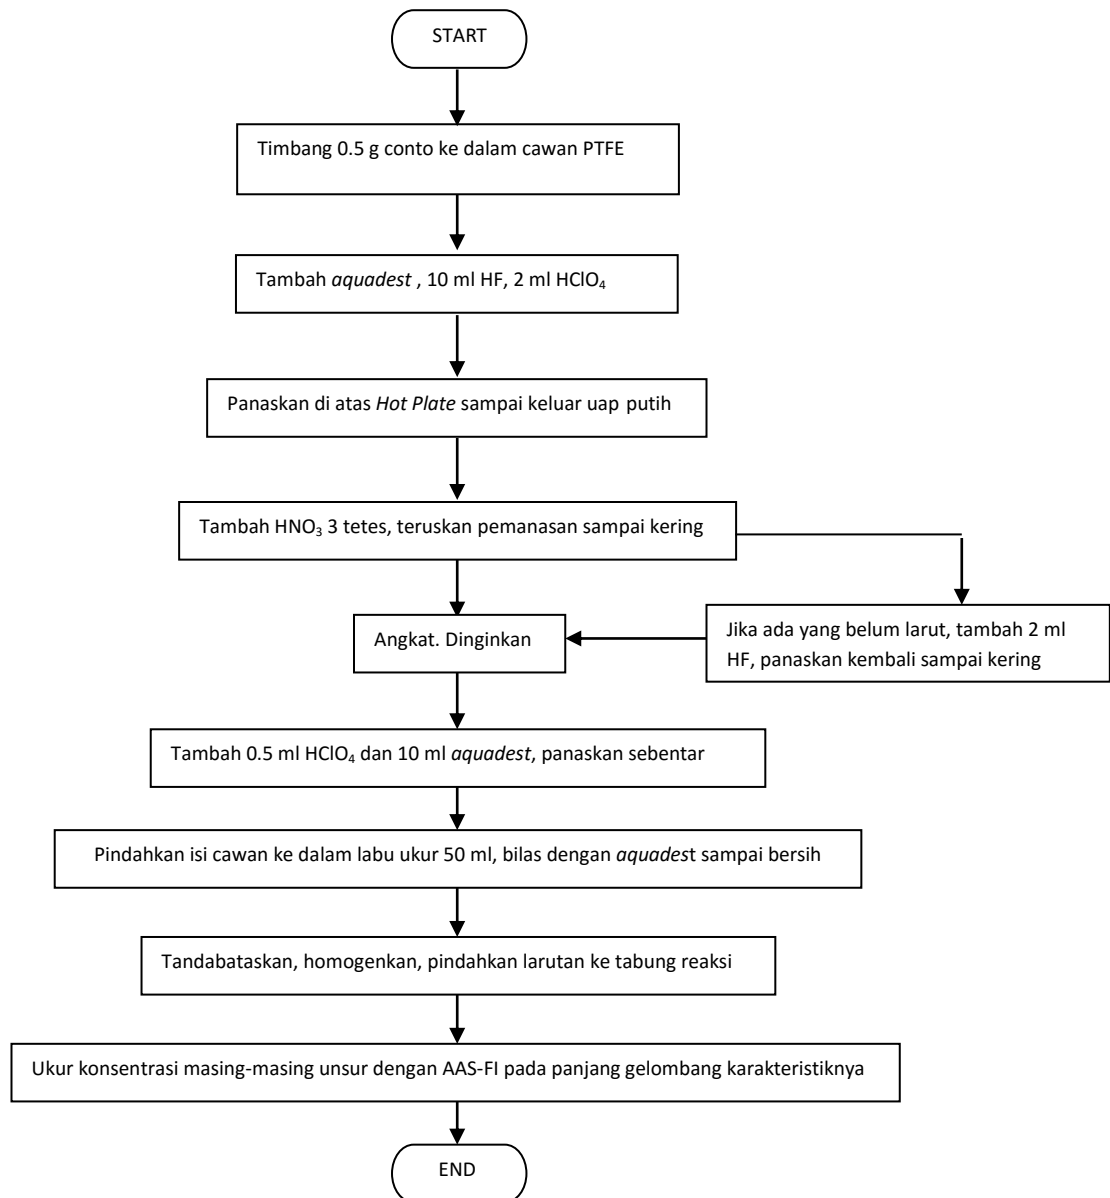 START
Timbang 0.5 g conto ke dalam cawan PTFE
Tambah aquadest , 10 ml HF, 2 ml HClO₄
Panaskan di atas Hot Plate sampai keluar uap putih
Tambah HNO₃ 3 tetes, teruskan pemanasan sampai kering
Jika ada yang belum larut, tambah 2 ml
HF, panaskan kembali sampai kering
Angkat. Dinginkan
Tambah 0.5 ml HClO₄ dan 10 ml aquadest, panaskan sebentar
Pindahkan isi cawan ke dalam labu ukur 50 ml, bilas dengan aquadest sampai bersih
Tandabataskan, homogenkan, pindahkan larutan ke tabung reaksi
Ukur konsentrasi masing-masing unsur dengan AAS-FI pada panjang gelombang karakteristiknya
END